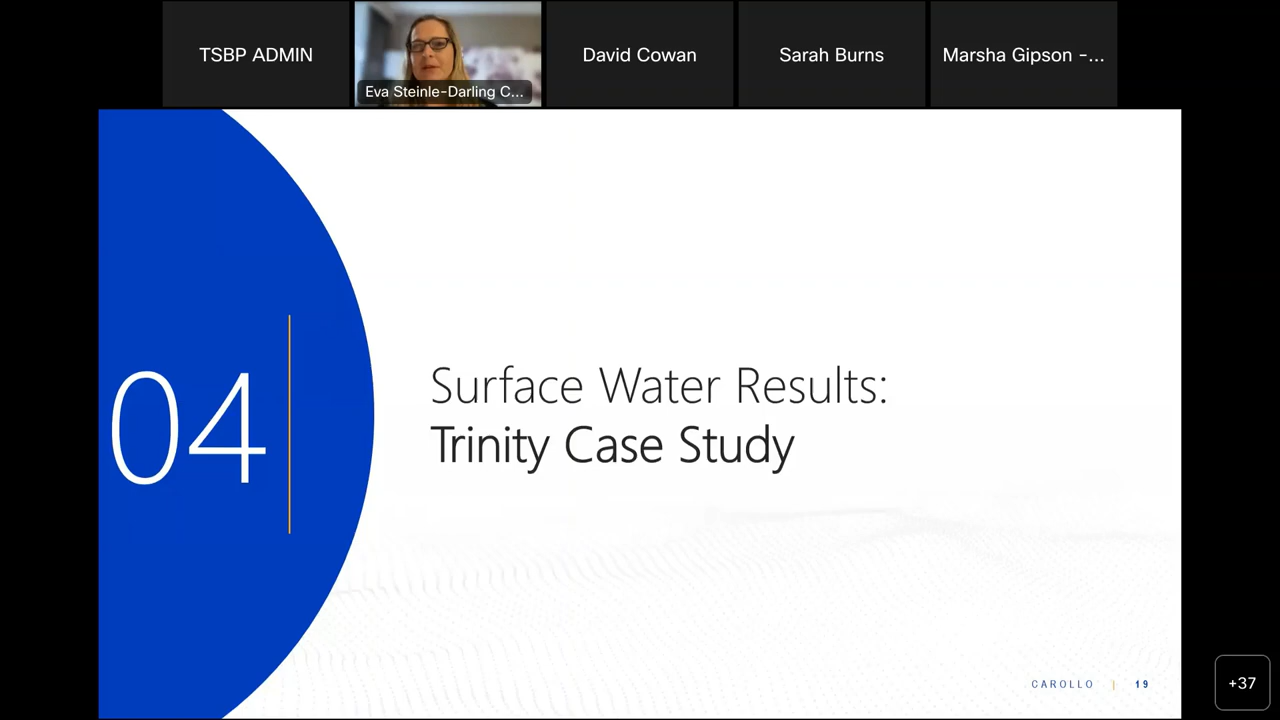 TSBP ADMIN
Eva Steinle-Darling C...
David Cowan
Sarah Burns
Marsha Gipson -...
04
Surface Water Results:
Trinity Case Study
CAROLLO | 19
+37